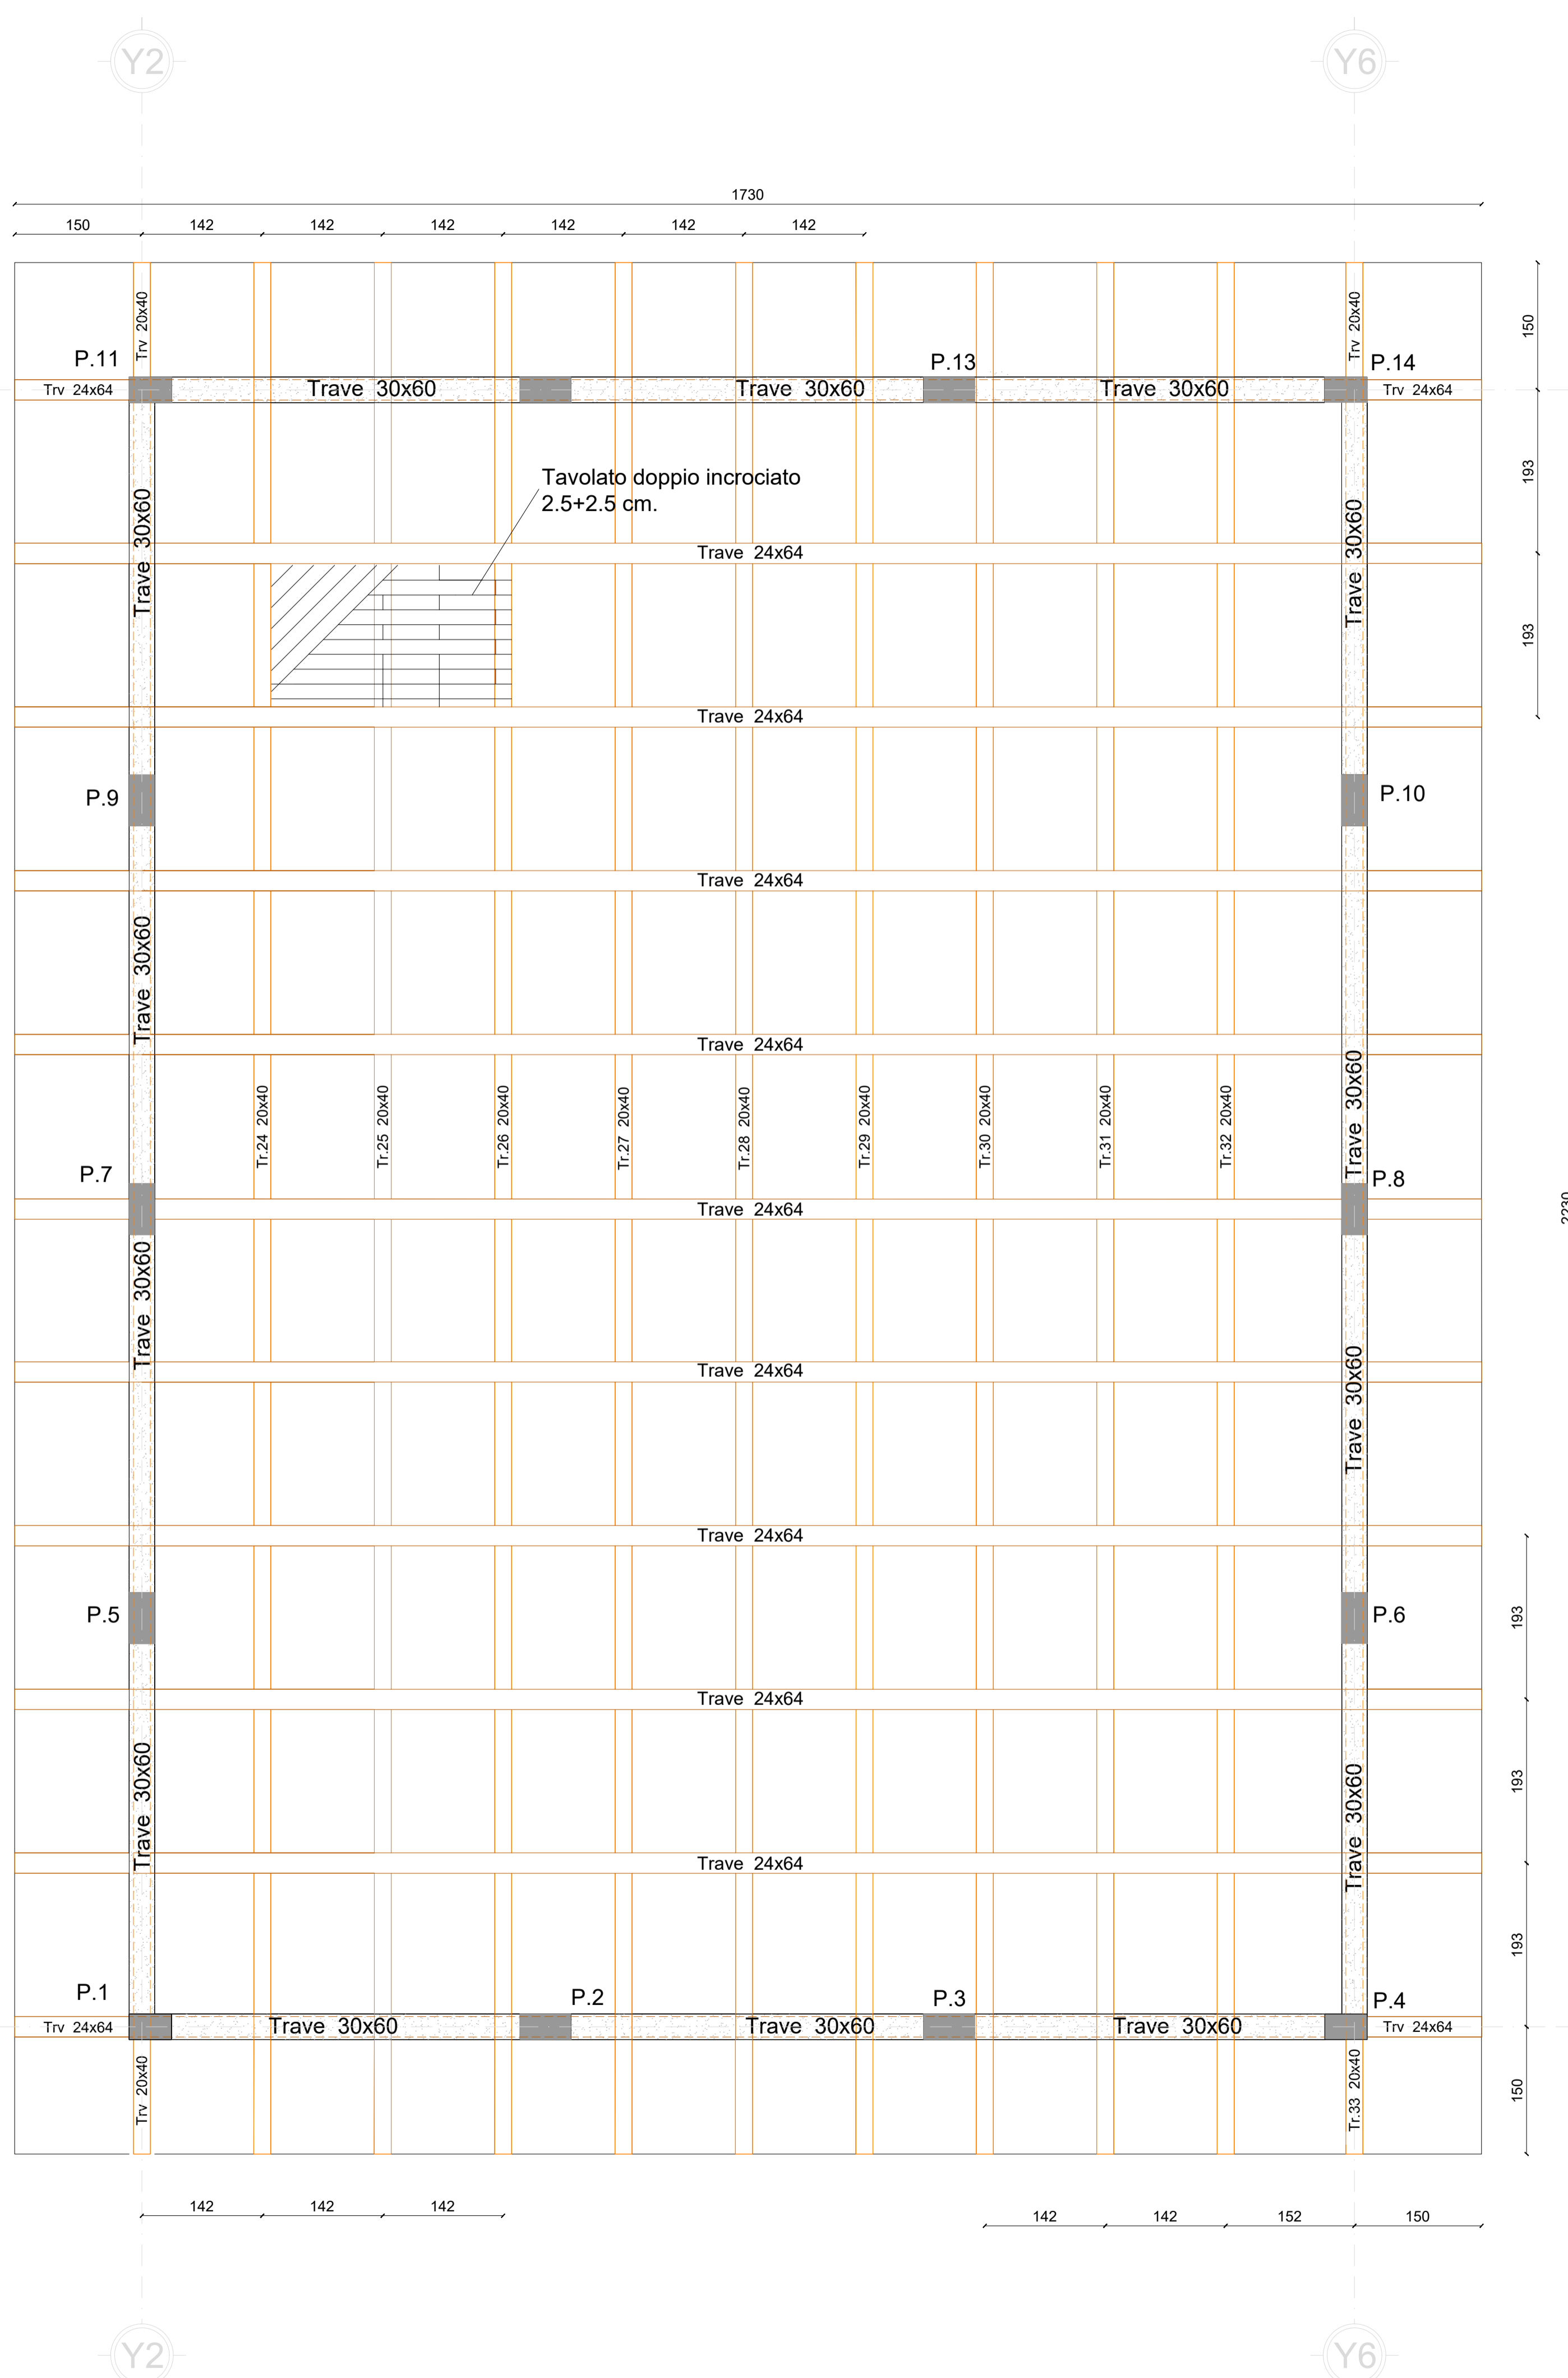 Y2
Y6
1730
150
142
142
142
142
142
142
Trv 20x40
Trv 20x40
150
P.11
P.13
P.14
Trv 24x64
Trave 30x60
Trave 30x60
Trave 30x60
Trv 24x64
Tavolato doppio incrociato
2.5+2.5 cm.
193
Trave 30x60
Trave 30x60
Trave 24x64
193
Trave 24x64
P.9
P.10
Trave 24x64
Trave 30x60
Trave 24x64
Tr.24 20x40
Tr.25 20x40
Tr.26 20x40
Tr.27 20x40
Tr.28 20x40
Tr.29 20x40
Tr.30 20x40
Tr.31 20x40
Tr.32 20x40
Trave 30x60
P.7
P.8
2230
Trave 24x64
Trave 30x60
Trave 24x64
Trave 30x60
Trave 24x64
P.5
P.6
193
Trave 24x64
193
Trave 30x60
Trave 30x60
Trave 24x64
193
P.1
P.2
P.3
P.4
Trv 24x64
Trave 30x60
Trave 30x60
Trave 30x60
Trv 24x64
Trv 20x40
Tr.33 20x40
150
142
142
142
142
142
152
150
Y2
Y6